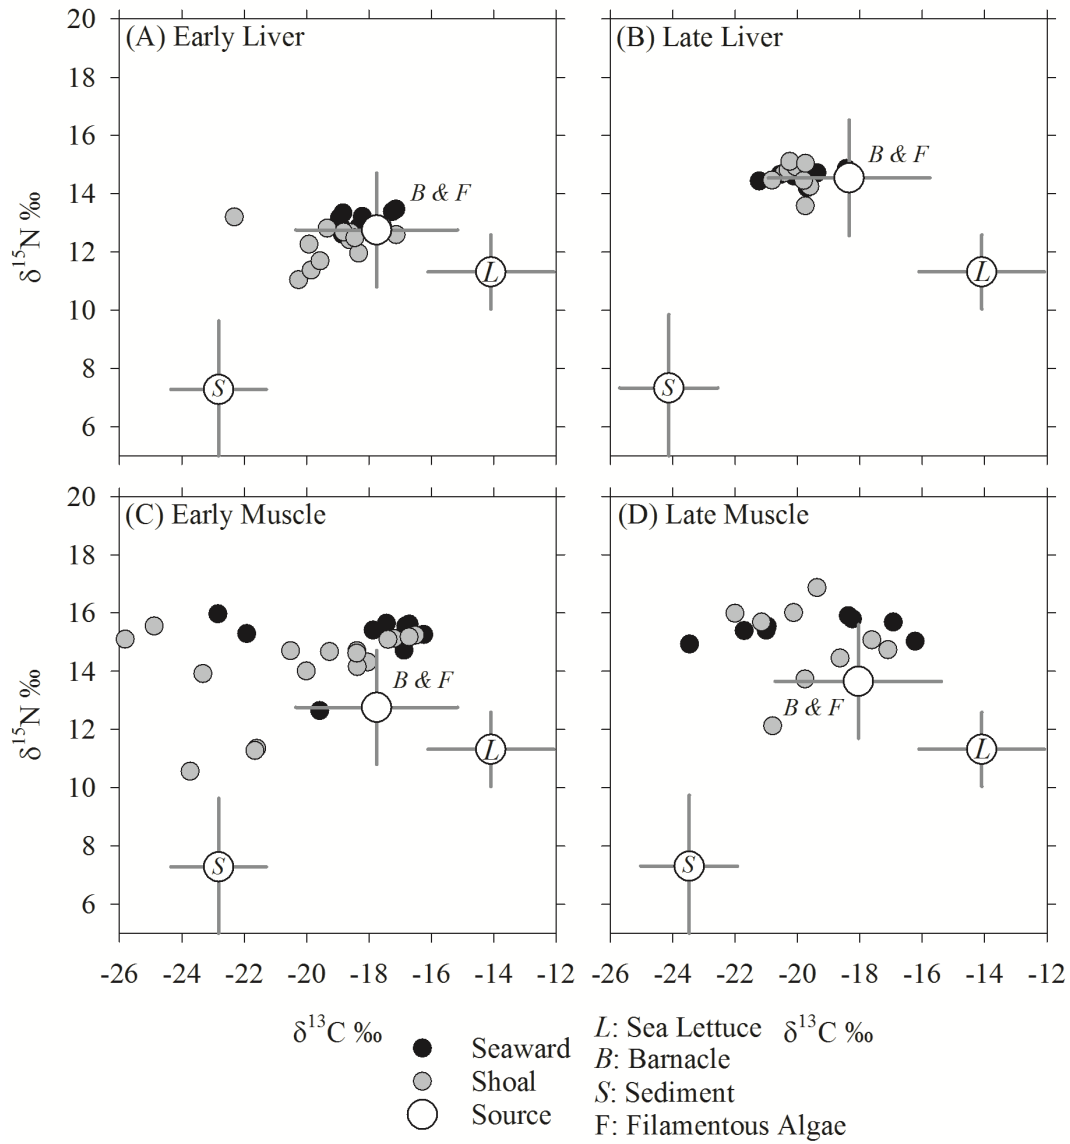 (A) Early Liver
(B) Late Liver
20
18
16
14
12
10
8
6
δ15N ‰
B & F
L
S
B & F
L
S
(C) Early Muscle
(D) Late Muscle
20
18
16
14
12
10
8
6
δ15N ‰
B & F
L
S
B & F
L
S
-26 -24 -22 -20 -18 -16 -14 -26 -24 -22 -20 -18 -16 -14 -12
δ13C ‰
δ13C ‰
Seaward
Shoal
Source
L: Sea Lettuce
B: Barnacle
S: Sediment
F: Filamentous Algae